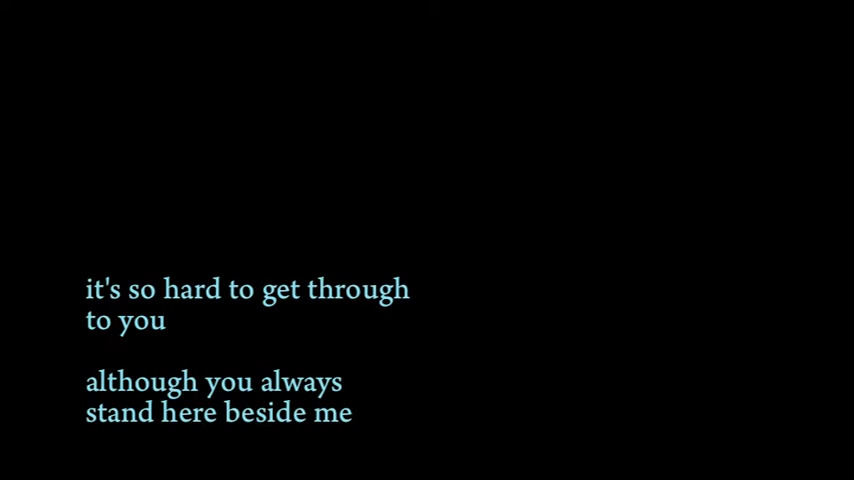 it's so hard to get through
to you
although you always
stand here beside me